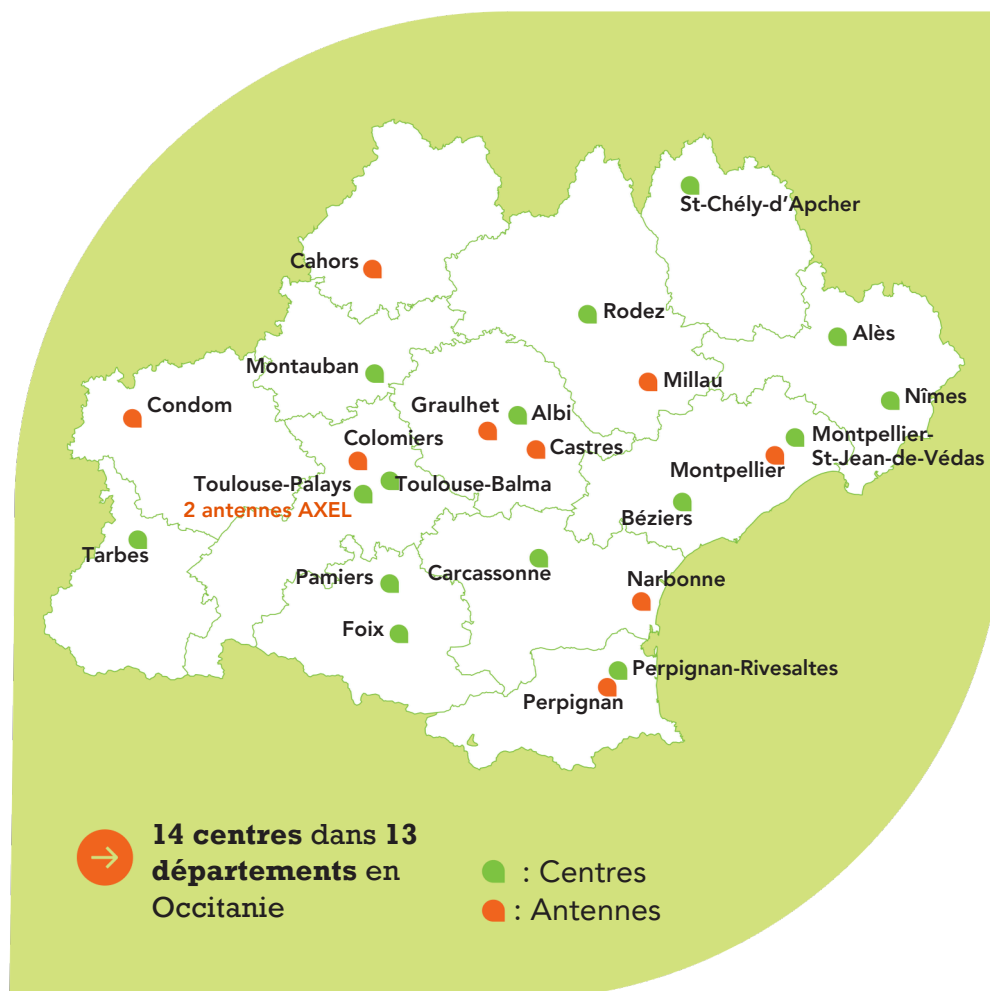 St-Chély-d'Apcher
Cahors
Rodez
Alès
Montauban
Millau
Nîmes
Condom
Graulhet
Albi
Colomiers
Castres
Montpellier-
St-Jean-de-Védas
Montpellier
Toulouse-Palays
Toulouse-Balma
2 antennes AXEL
Béziers
Tarbes
Pamiers
Carcassonne
Narbonne
Foix
Perpignan-Rivesaltes
Perpignan
14 centres dans 13
départements en
Occitanie
: Centres
: Antennes